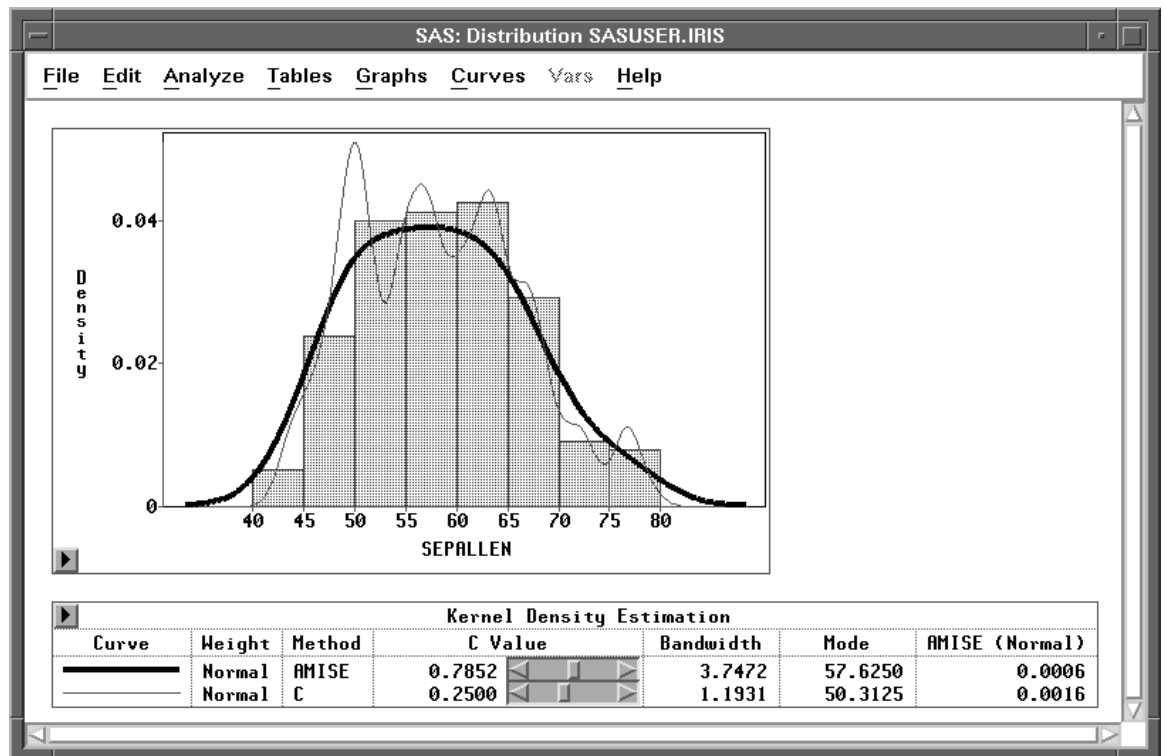 SAS: Distribution SASUSER.IRIS
File Edit Analyze Tables Graphs Curves Vars Help
0.04
Density
0.02
0
40 45 50 55 60 65 70 75 80
SEPALLEN
Kernel Density Estimation
Curve Weight Method C Value Bandwidth Mode AMISE (Normal)
Normal AMISE 0.7852 3.7472 57.6250 0.0006
Normal C 0.2500 1.1931 50.3125 0.0016